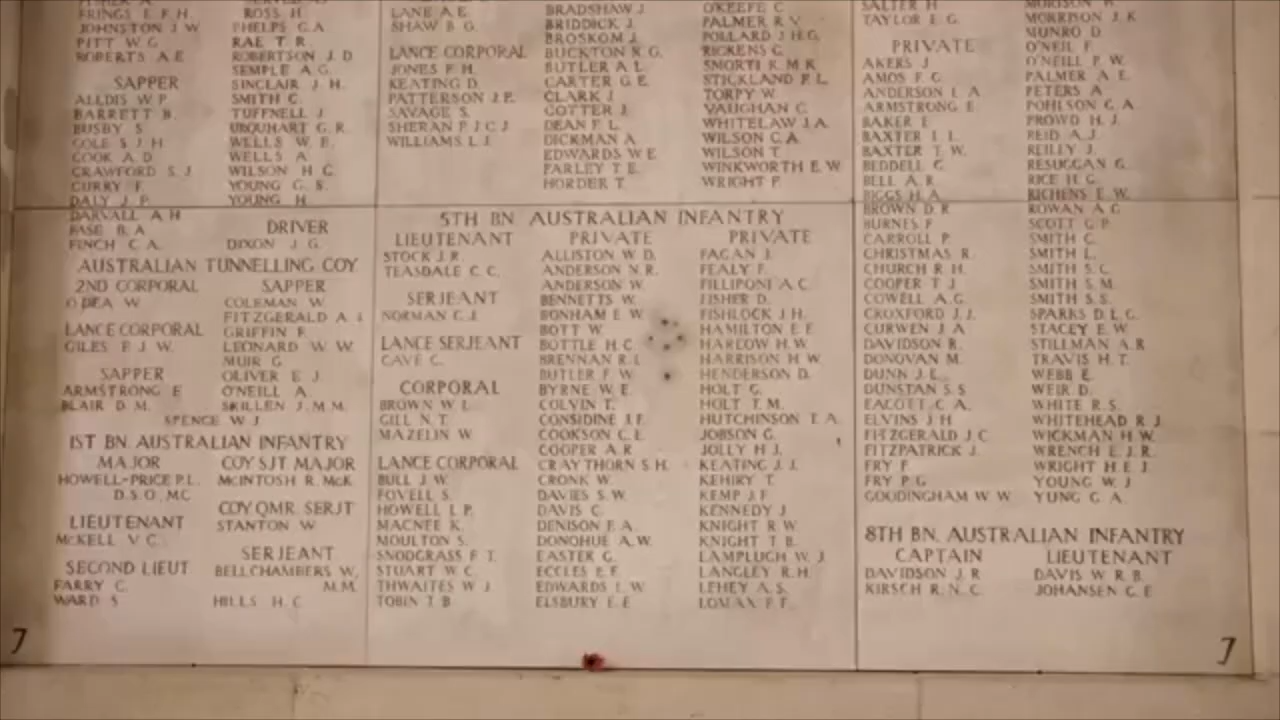 FRINGS E. F. H.
JOHNSTON J. W.
PITT W. G.
ROBERTS A. E.
SAPPER
ALLDIS W. P.
BARRETT B.
BUSBY S.
COLE S. J. H.
COOK A. D.
CRAWFORD S. J.
CURRY F.
DALY J. P.
DARVALL A. H.
EASE B. A.
FINCH C. A.
ROSS H.
PHELPS G. A.
RAE T. R.
ROBERTSON J. D.
SEMPLE A. G.
SINCLAIR J. H.
SMITH C.
TUFFNELL J.
URQUHART G. R.
WELLS W. E.
WELLS A.
WILSON H. G.
YOUNG G. S.
YOUNG H.
DRIVER
DIXON J. G.
AUSTRALIAN TUNNELLING COY
2ND CORPORAL
O'DEA W.
LANCE CORPORAL
GILES F. J. W.
SAPPER
ARMSTRONG E.
BLAIR D. M.
SAPPER
COLEMAN W.
FITZGERALD A. J.
GRIFFIN F.
LEONARD W. W.
MUIR G.
OLIVER E. J.
O'NEILL A.
SKILLEN J. M. M.
SPENCE W. J.
1ST BN. AUSTRALIAN INFANTRY
MAJOR
HOWELL-PRICE P. L.
D.S.O., M.C.
LIEUTENANT
McKELL V. C.
SECOND LIEUT
FARRY C.
WARD S.
COY SJT MAJOR
McINTOSH R. McK.
COY QMR. SERJT
STANTON W.
SERJEANT
BELLCHAMBERS W.,
M.M.
HILLS H. C.
LANE A. E.
SHAW B. G.
LANCE CORPORAL
JONES F. H.
KEATING D.
PATTERSON J. P.
SAVAGE S.
SHERAN P. J. C. J.
WILLIAMS L. J.
BRADSHAW J.
BRIDDICK J.
BROSKOM J.
BUCKTON N. G.
BUTLER A. L.
CARTER G. E.
CLARK J.
COTTER J.
DEAN F. L.
DICKMAN A.
EDWARDS W. E.
FARLEY T. E.
HORDER T.
O'KEEFE C.
PALMER R. V.
POLLARD J. H. G.
RICKENS G.
SMORTI R. M. K.
STICKLAND F. L.
TORPY W.
VAUGHAN C.
WHITELAW J. A.
WILSON C. A.
WILSON T.
WINKWORTH E. W.
WRIGHT F.
5TH BN. AUSTRALIAN INFANTRY
LIEUTENANT
STOCK J. R.
TEASDALE C. C.
SERJEANT
NORMAN C. J.
LANCE SERJEANT
CAVE C.
CORPORAL
BROWN W. L.
GILL N. T.
MAZELIN W.
LANCE CORPORAL
BULL J. W.
FOVELL S.
HOWELL L. P.
MACNEE K.
MOULTON S.
SNODGRASS F. T.
STUART W. C.
THWAITES W. J.
TOBIN T. B.
PRIVATE
ALLISTON W. D.
ANDERSON N. R.
ANDERSON W.
BENNETTS W.
BONHAM E. W.
BOTT W.
BOTTLE H. C.
BRENNAN R. L.
BUTLER F. W.
BYRNE W. E.
COLVIN T.
CONSIDINE J. F.
COOKSON C. E.
COOPER A. R.
CRAYTHORN S. H.
CRONK W.
DAVIES S. W.
DAVIS C.
DENISON F. A.
DONOHUE A. W.
EASTER G.
ECCLES E. F.
EDWARDS L. W.
ELSBURY E. E.
PRIVATE
FAGAN J.
FEALY F.
FILLIPONI A. C.
FISHER D.
FISHLOCK J. H.
HAMILTON E. E.
HARLOW H. W.
HARRISON H. W.
HENDERSON D.
HOLT G.
HOLT T. M.
HUTCHINSON T. A.
JOBSON G.
JOLLY H. J.
KEATING J. J.
KEHIRY T.
KEMP J. F.
KENNEDY J.
KNIGHT R. W.
KNIGHT T. B.
LAMPLUGH W. J.
LANGLEY R. H.
LEHEY A. S.
LOMAX F. F.
SALTER H.
TAYLOR E. G.
PRIVATE
AKERS J.
AMOS F. G.
ANDERSON L. A.
ARMSTRONG E.
BAKER E.
BAXTER J. L.
BAXTER T. W.
BEDDELL C.
BELL A. R.
BIGGS H. A.
BROWN D. R.
BURNES P.
CARROLL P.
CHRISTMAS R.
CHURCH R. H.
COOPER T. J.
COWELL A. G.
CROXFORD J. J.
CURWEN J. A.
DAVIDSON R.
DONOVAN M.
DUNN J. L.
DUNSTAN S. S.
EACOTT C. A.
ELVINS J. H.
FITZGERALD J. C.
FITZPATRICK J.
FRY F.
FRY P. G.
GOODINGHAM W. W.
MORRISON J. K.
MUNRO D.
O'NEIL F.
O'NEILL P. W.
PALMER A. E.
PETERS A.
POHLSON C. A.
PROWD H. J.
REID A. J.
REILLY J.
RESUGGAN G.
RICE H. G.
RICHENS E. W.
ROWAN A. G.
SCOTT G. P.
SMITH C.
SMITH L.
SMITH S. C.
SMITH S. M.
SMITH S. S.
SPARKS D. L. G.
STACEY E. W.
STILLMAN A. R.
TRAVIS H. T.
WEBB E.
WEIR D.
WHITE R. S.
WHITEHEAD R. J.
WICKMAN H. W.
WRENCH E. J. R.
WRIGHT H. E. J.
YOUNG W. J.
YUNG G. A.
8TH BN. AUSTRALIAN INFANTRY
CAPTAIN
DAVIDSON J. R.
KIRSCH R. N. C.
LIEUTENANT
DAVIS W. R. B.
JOHANSEN C. E.
7
7